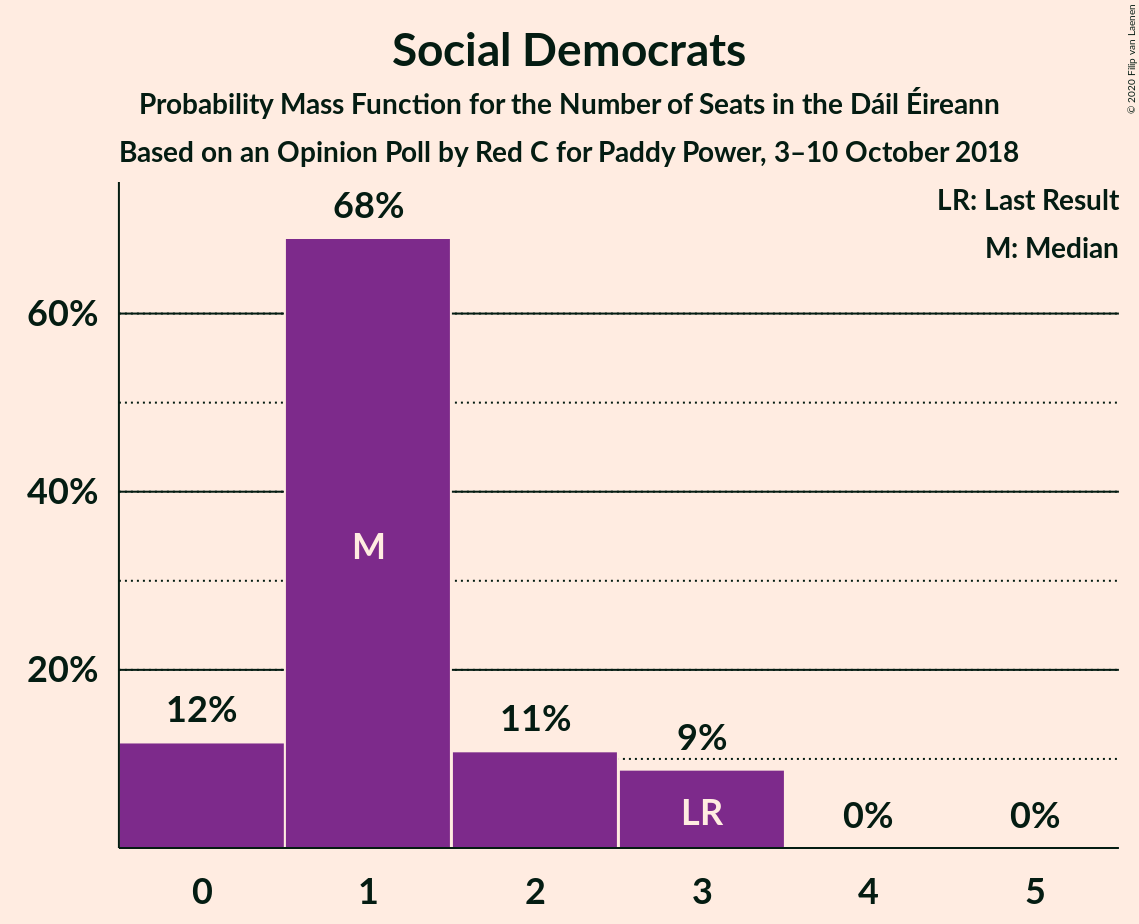 Social Democrats
Probability Mass Function for the Number of Seats in the Dáil Éireann
Based on an Opinion Poll by Red C for Paddy Power, 3–10 October 2018
© 2020 Filip van Laenen
LR: Last Result
M: Median
68%
60%
40%
M
20%
12%
11%
9%
LR
0%
0%
0
1
2
3
4
5